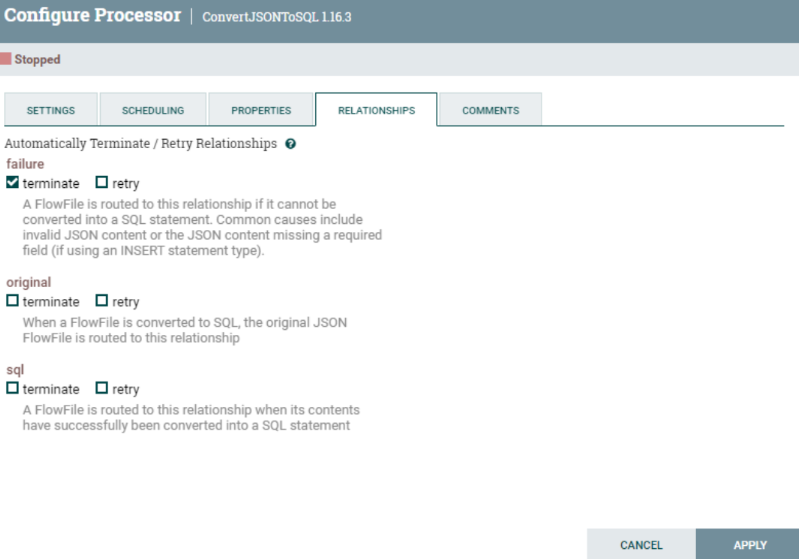 Configure Processor | ConvertJSONToSQL 1.16.3
Stopped
SETTINGS SCHEDULING PROPERTIES RELATIONSHIPS COMMENTS
Automatically Terminate / Retry Relationships ?
failure
terminate retry
A FlowFile is routed to this relationship if it cannot be
converted into a SQL statement. Common causes include
invalid JSON content or the JSON content missing a required
field (if using an INSERT statement type).
original
terminate retry
When a FlowFile is converted to SQL, the original JSON
FlowFile is routed to this relationship
sql
terminate retry
A FlowFile is routed to this relationship when its contents
have successfully been converted into a SQL statement
CANCEL APPLY